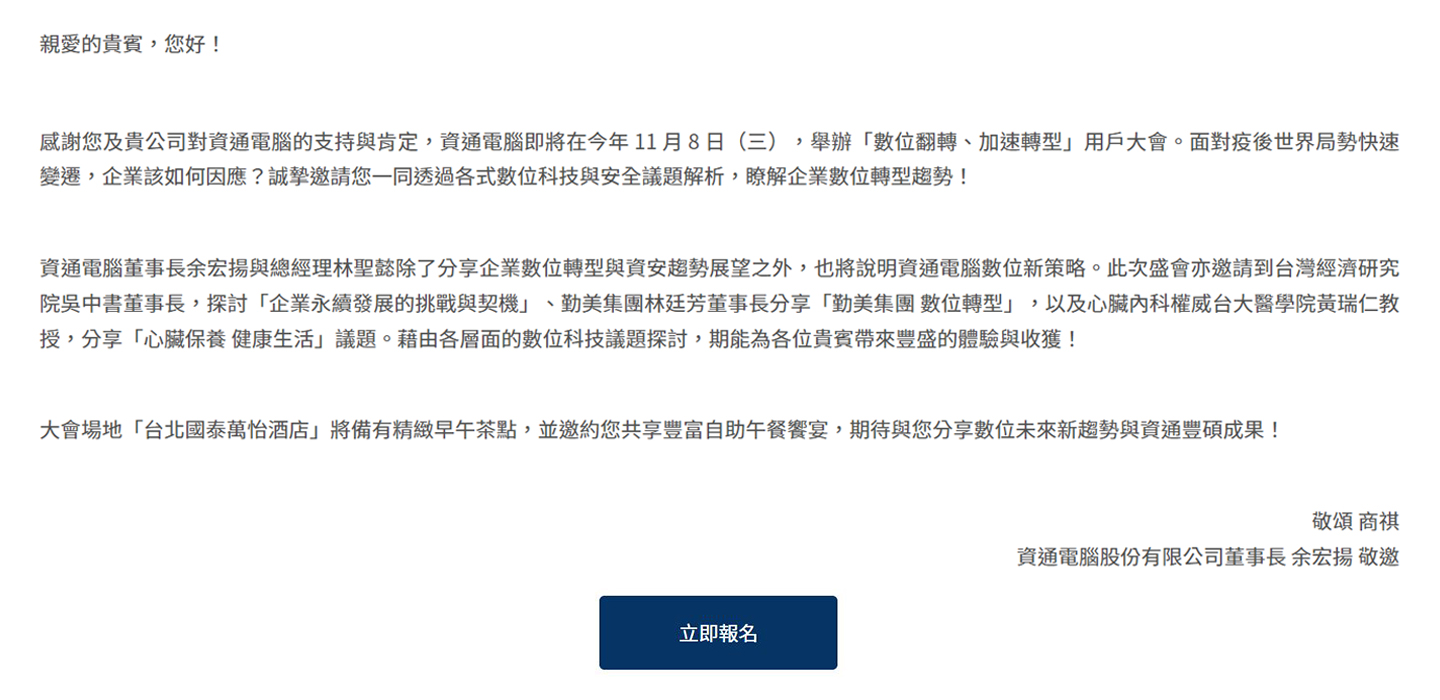 親愛的貴賓，您好！
感謝您及貴公司對資通電腦的支持與肯定，資通電腦即將在今年 11 月 8 日（三），舉辦「數位翻轉、加速轉型」用戶大會。面對疫後世界局勢快速
變遷，企業該如何因應？誠摯邀請您一同透過各式數位科技與安全議題解析，瞭解企業數位轉型趨勢！
資通電腦董事長余宏揚與總經理林聖懿除了分享企業數位轉型與資安趨勢展望之外，也將說明資通電腦數位新策略。此次盛會亦邀請到台灣經濟研究
院吳中書董事長，探討「企業永續發展的挑戰與契機」、勤美集團林廷芳董事長分享「勤美集團 數位轉型」，以及心臟內科權威台大醫學院黃瑞仁教
授，分享「心臟保養 健康生活」議題。藉由各層面的數位科技議題探討，期能為各位貴賓帶來豐盛的體驗與收獲！
大會場地「台北國泰萬怡酒店」將備有精緻早午茶點，並邀約您共享豐富自助午餐饗宴，期待與您分享數位未來新趨勢與資通豐碩成果！
敬頌 商祺
資通電腦股份有限公司董事長 余宏揚 敬邀
立即報名